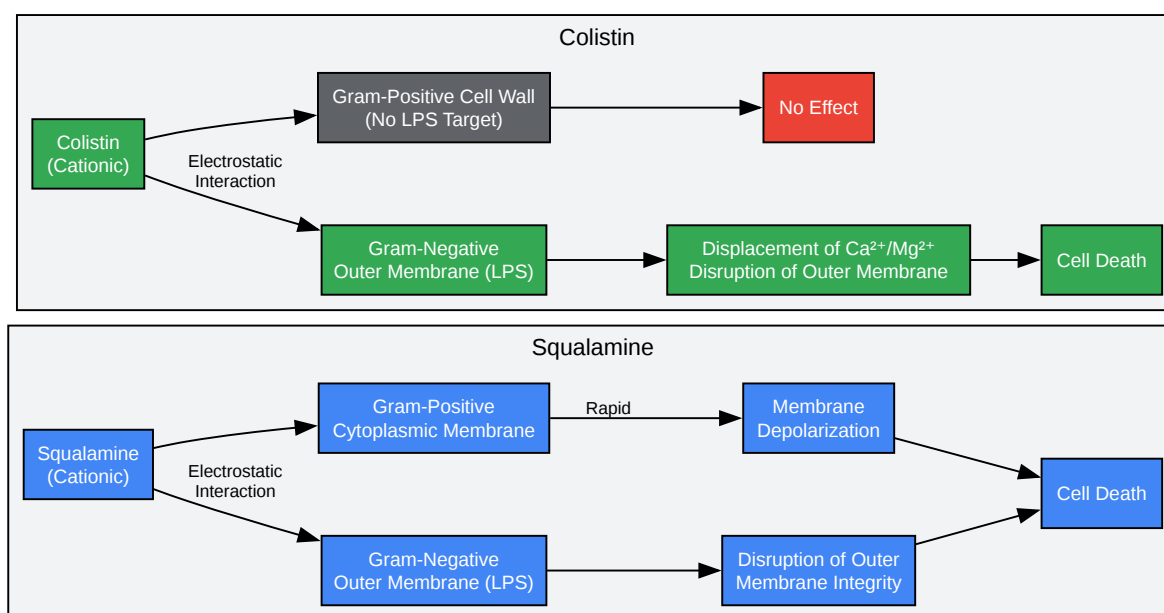 Colistin
Gram-Positive Cell Wall
(No LPS Target)
No Effect
Colistin
(Cationic)
Electrostatic
Interaction
Gram-Negative
Outer Membrane (LPS)
Displacement of Ca²⁺/Mg²⁺
Disruption of Outer Membrane
Cell Death
Squalamine
Gram-Positive
Cytoplasmic Membrane
Rapid
Membrane
Depolarization
Squalamine
(Cationic)
Electrostatic
Interaction
Cell Death
Gram-Negative
Outer Membrane (LPS)
Disruption of Outer
Membrane Integrity